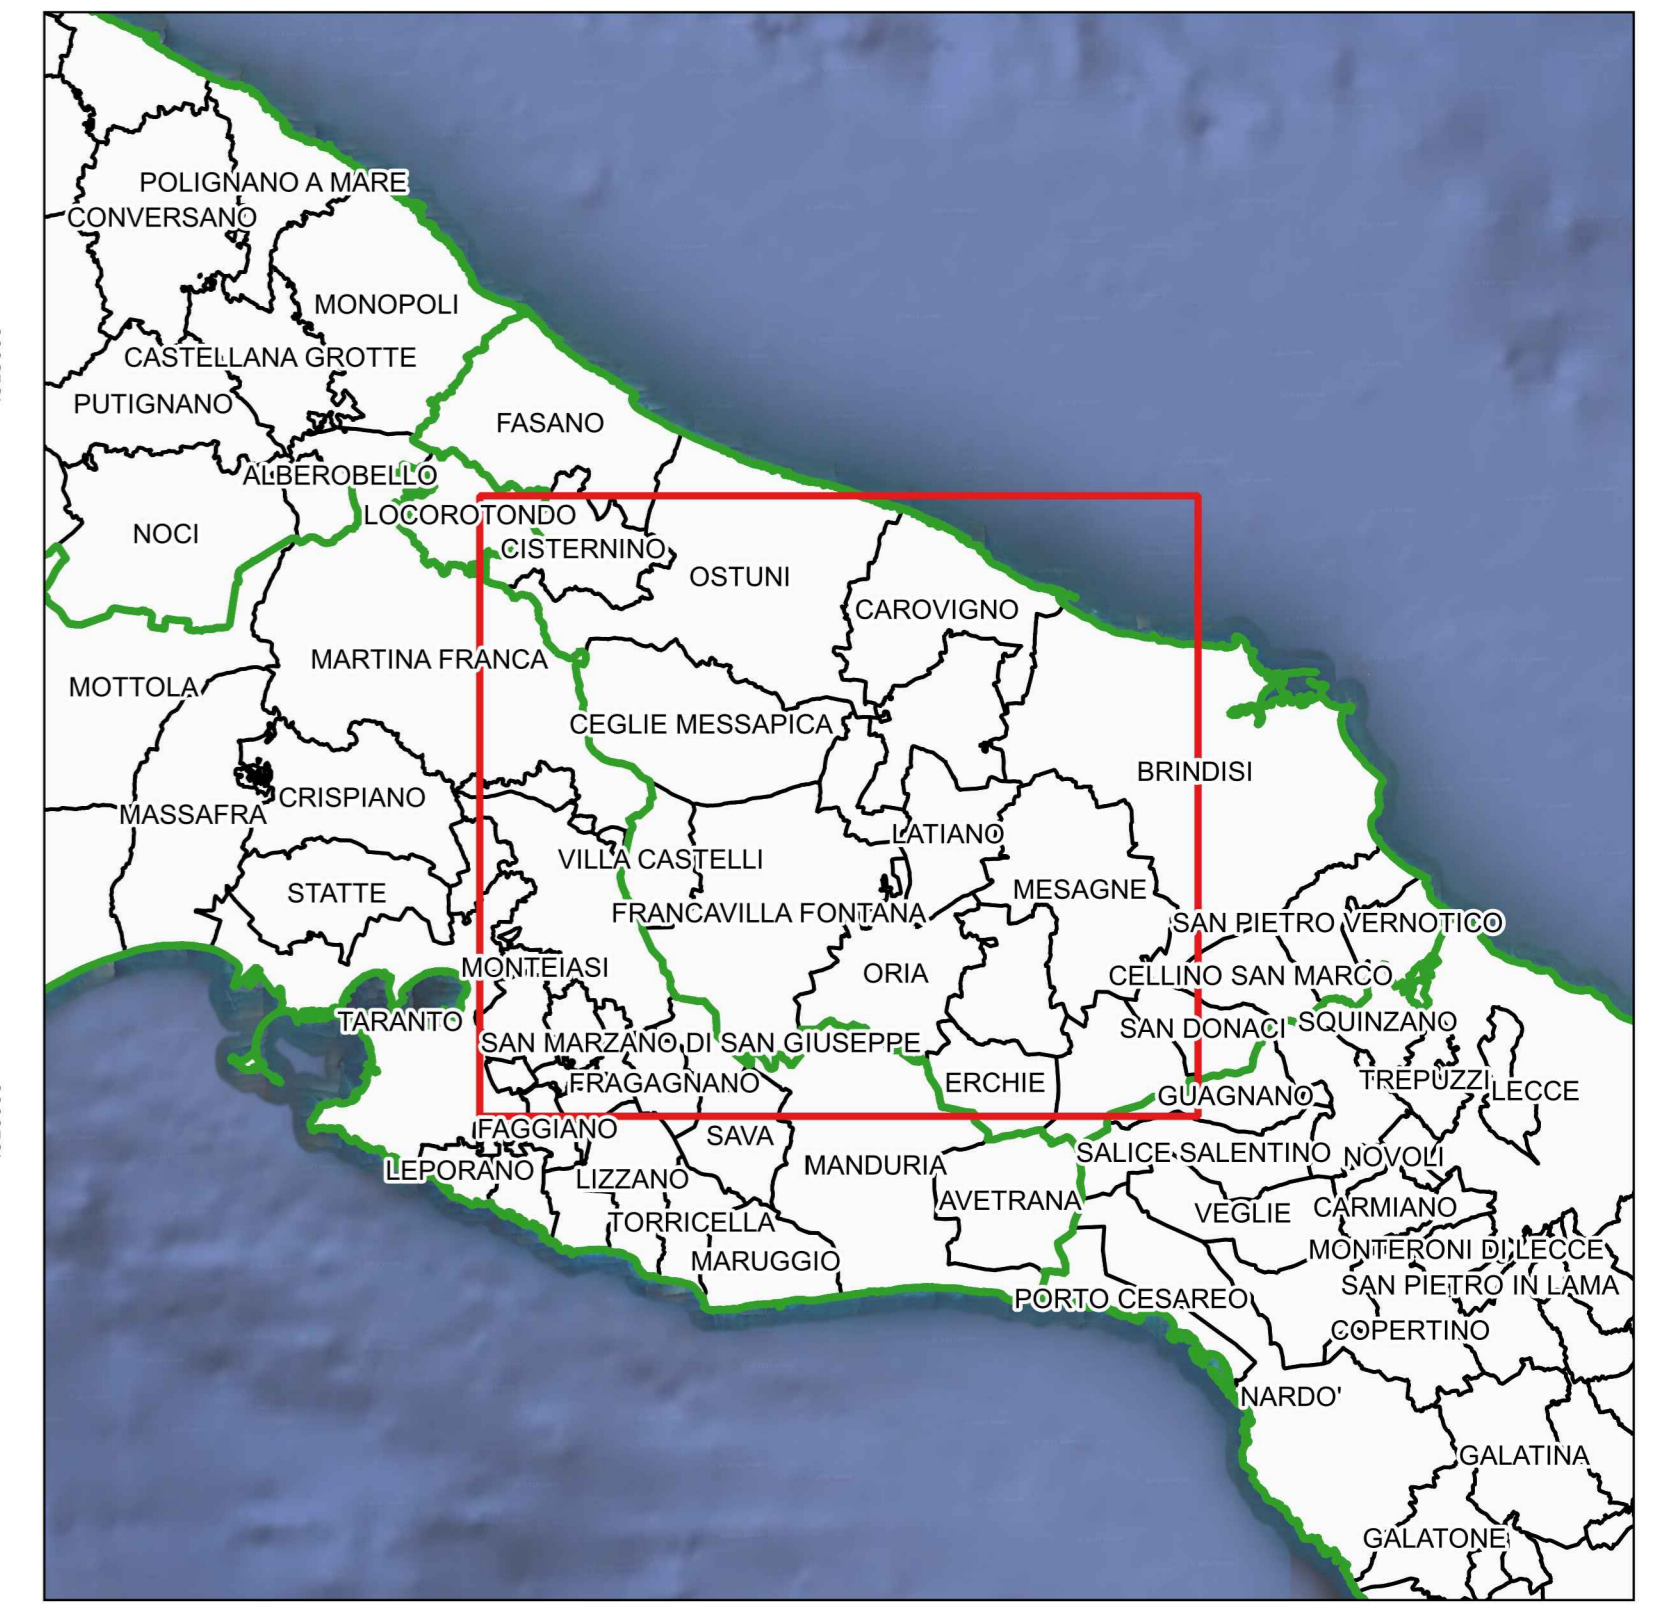 POLIGNANO A MARE
CONVERSANO
MONOPOLI
CASTELLANA GROTTE
PUTIGNANO
FASANO
ALBEROBELLO
LOCOROTONDO
NOCI
CISTERNINO
OSTUNI
CAROVIGNO
MARTINA FRANCA
MOTTOLA
CEGLIE MESSAPICA
BRINDISI
CRISPIANO
MASSAFRA
LATIANO
VILLA CASTELLI
STATTE
MESAGNE
FRANCAVILLA FONTANA
SAN PIETRO VERNOTICO
MONTEIASI
ORIA
CELLINO SAN MARCO
TARANTO
SAN DONACI
SQUINZANO
SAN MARZANO DI SAN GIUSEPPE
FRAGAGNANO
ERCHIE
TREPUZZI
LECCE
GUAGNANO
FAGGIANO
SAVA
SALICE SALENTINO
NOVOLI
LEPORANO
LIZZANO
MANDURIA
AVETRANA
VEGLIE
CARMIANO
TORRICELLA
MARUGGIO
MONTERONI DI LECCE
SAN PIETRO IN LAMA
PORTO CESAREO
COPERTINO
NARDO'
GALATINA
GALATONE